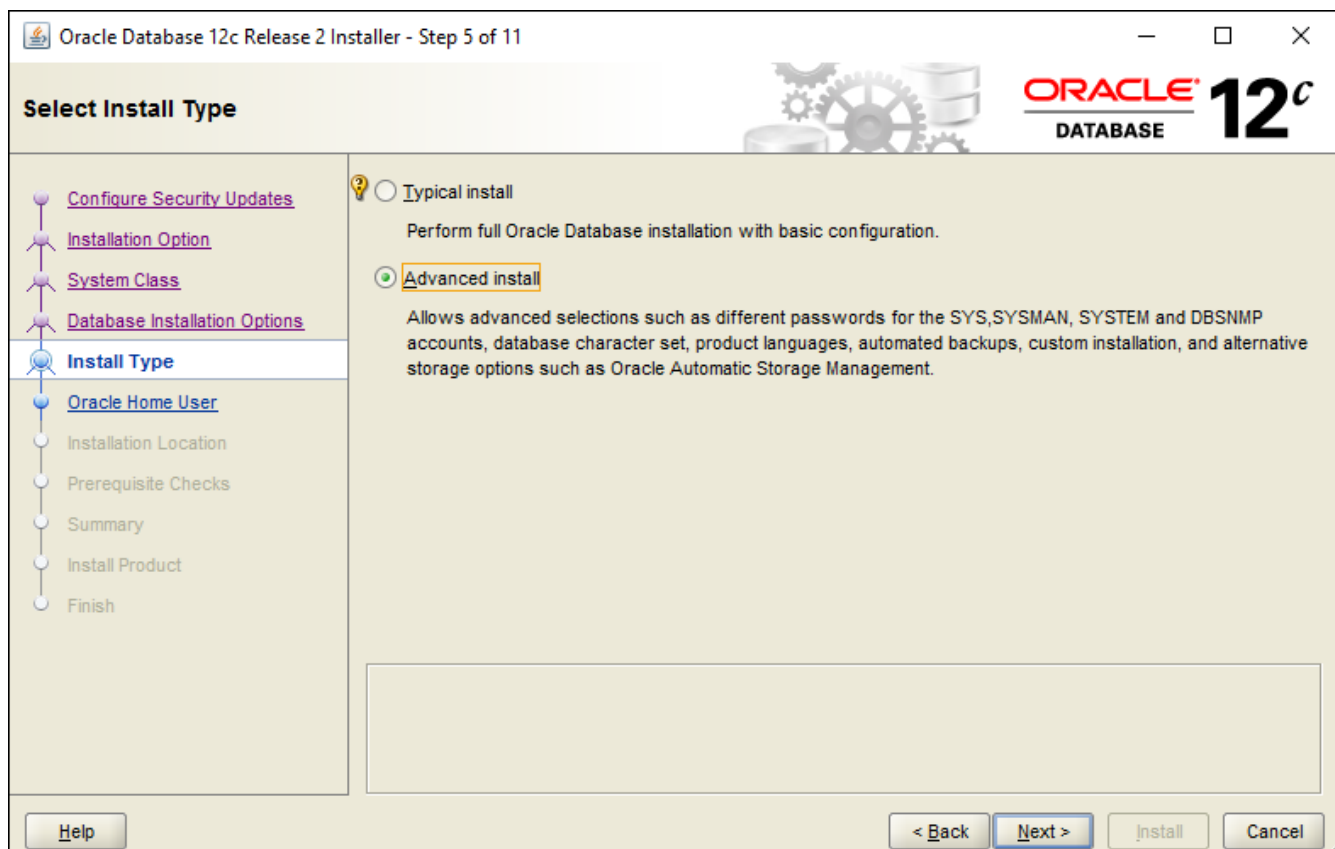 Oracle Database 12c Release 2 Installer - Step 5 of 11
Select Install Type
ORACLE
DATABASE
12c
Configure Security Updates
Installation Option
System Class
Database Installation Options
Install Type
Oracle Home User
Installation Location
Prerequisite Checks
Summary
Install Product
Finish
Typical install
Perform full Oracle Database installation with basic configuration.
Advanced install
Allows advanced selections such as different passwords for the SYS,SYSMAN, SYSTEM and DBSNMP
accounts, database character set, product languages, automated backups, custom installation, and alternative
storage options such as Oracle Automatic Storage Management.
Help
< Back
Next >
Install
Cancel